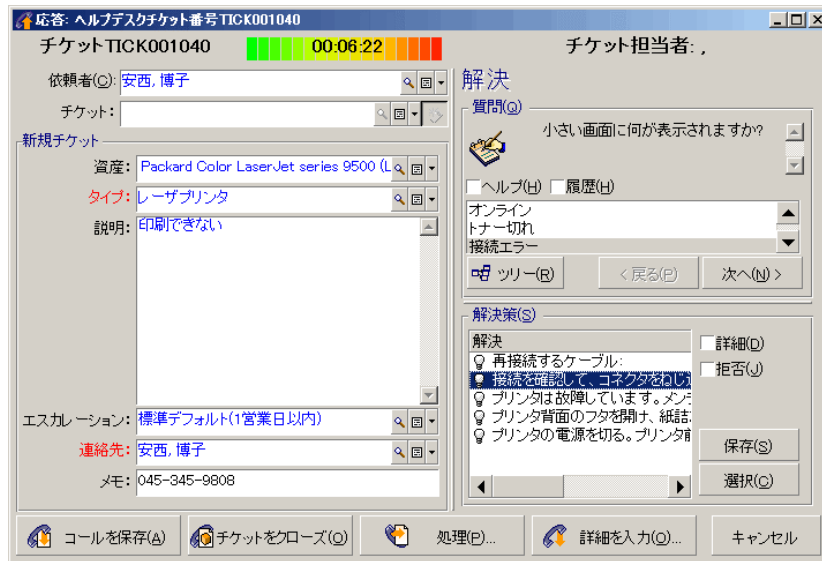 応答: ヘルプデスクチケット番号TICK001040
チケットTICK001040
00:06:22
チケット担当者: ,
依頼者(C): 安西, 博子
チケット:
新規チケット
資産: Packard Color LaserJet series 9500 (L
タイプ: レーザプリンタ
説明: 印刷できない
エスカレーション: 標準デフォルト(1営業日以内)
連絡先: 安西, 博子
メモ: 045-345-9808
解決
質問(Q)
小さい画面に何が表示されますか?
ヘルプ(H)
履歴(H)
オンライン
トナー切れ
接続エラー
ツリー(R)
< 戻る(P)
次へ(N) >
解決策(S)
解決
再接続するケーブル:
接続を確認して、コネクタをねじ
プリンタは故障しています。メン
プリンタ背面のフタを開け、紙詰
プリンタの電源を切る。プリンタ前
詳細(D)
拒否(J)
保存(S)
選択(C)
コールを保存(A)
チケットをクローズ(O)
処理(P)...
詳細を入力(O)...
キャンセル